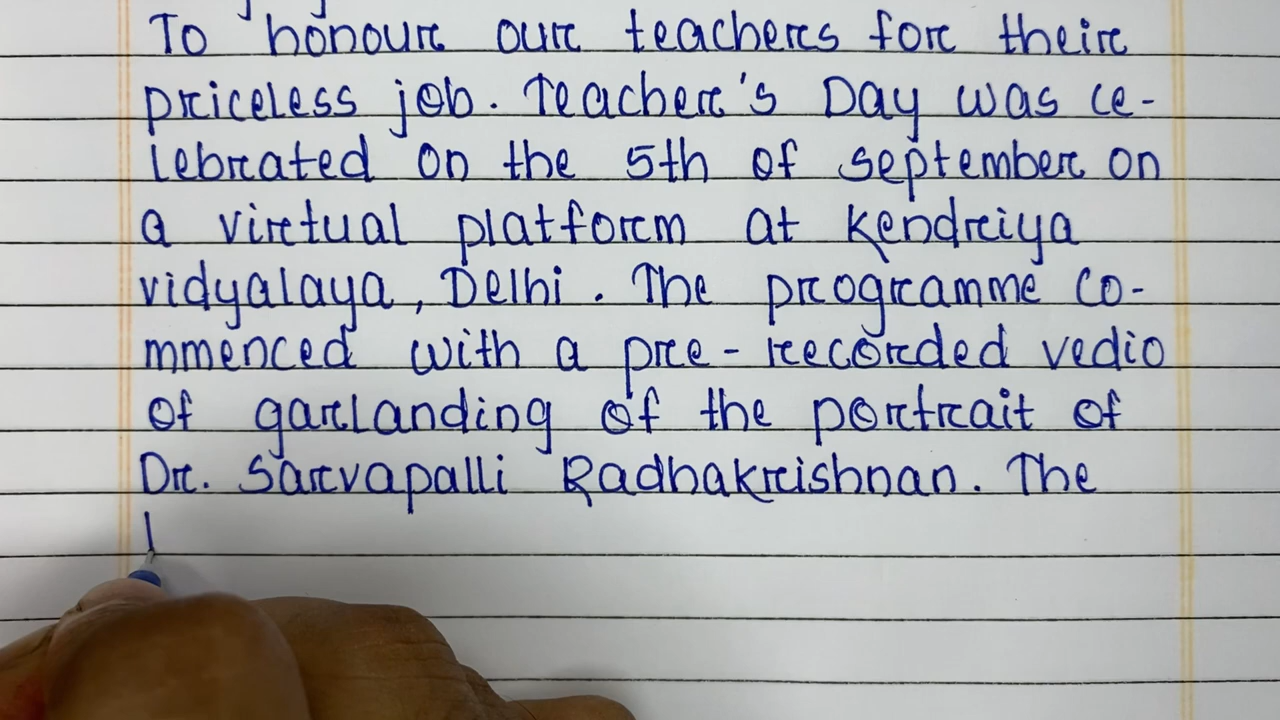 To honour our teachers for their
priceless job. Teacher's Day was ce-
lebrated on the 5th of september on
a virtual platform at Kendriya
vidyalaya, Delhi. The programme co-
mmenced with a pre-recorded vedio
of garlanding of the portrait of
Dr. Sarvapalli Radhakrishnan. The